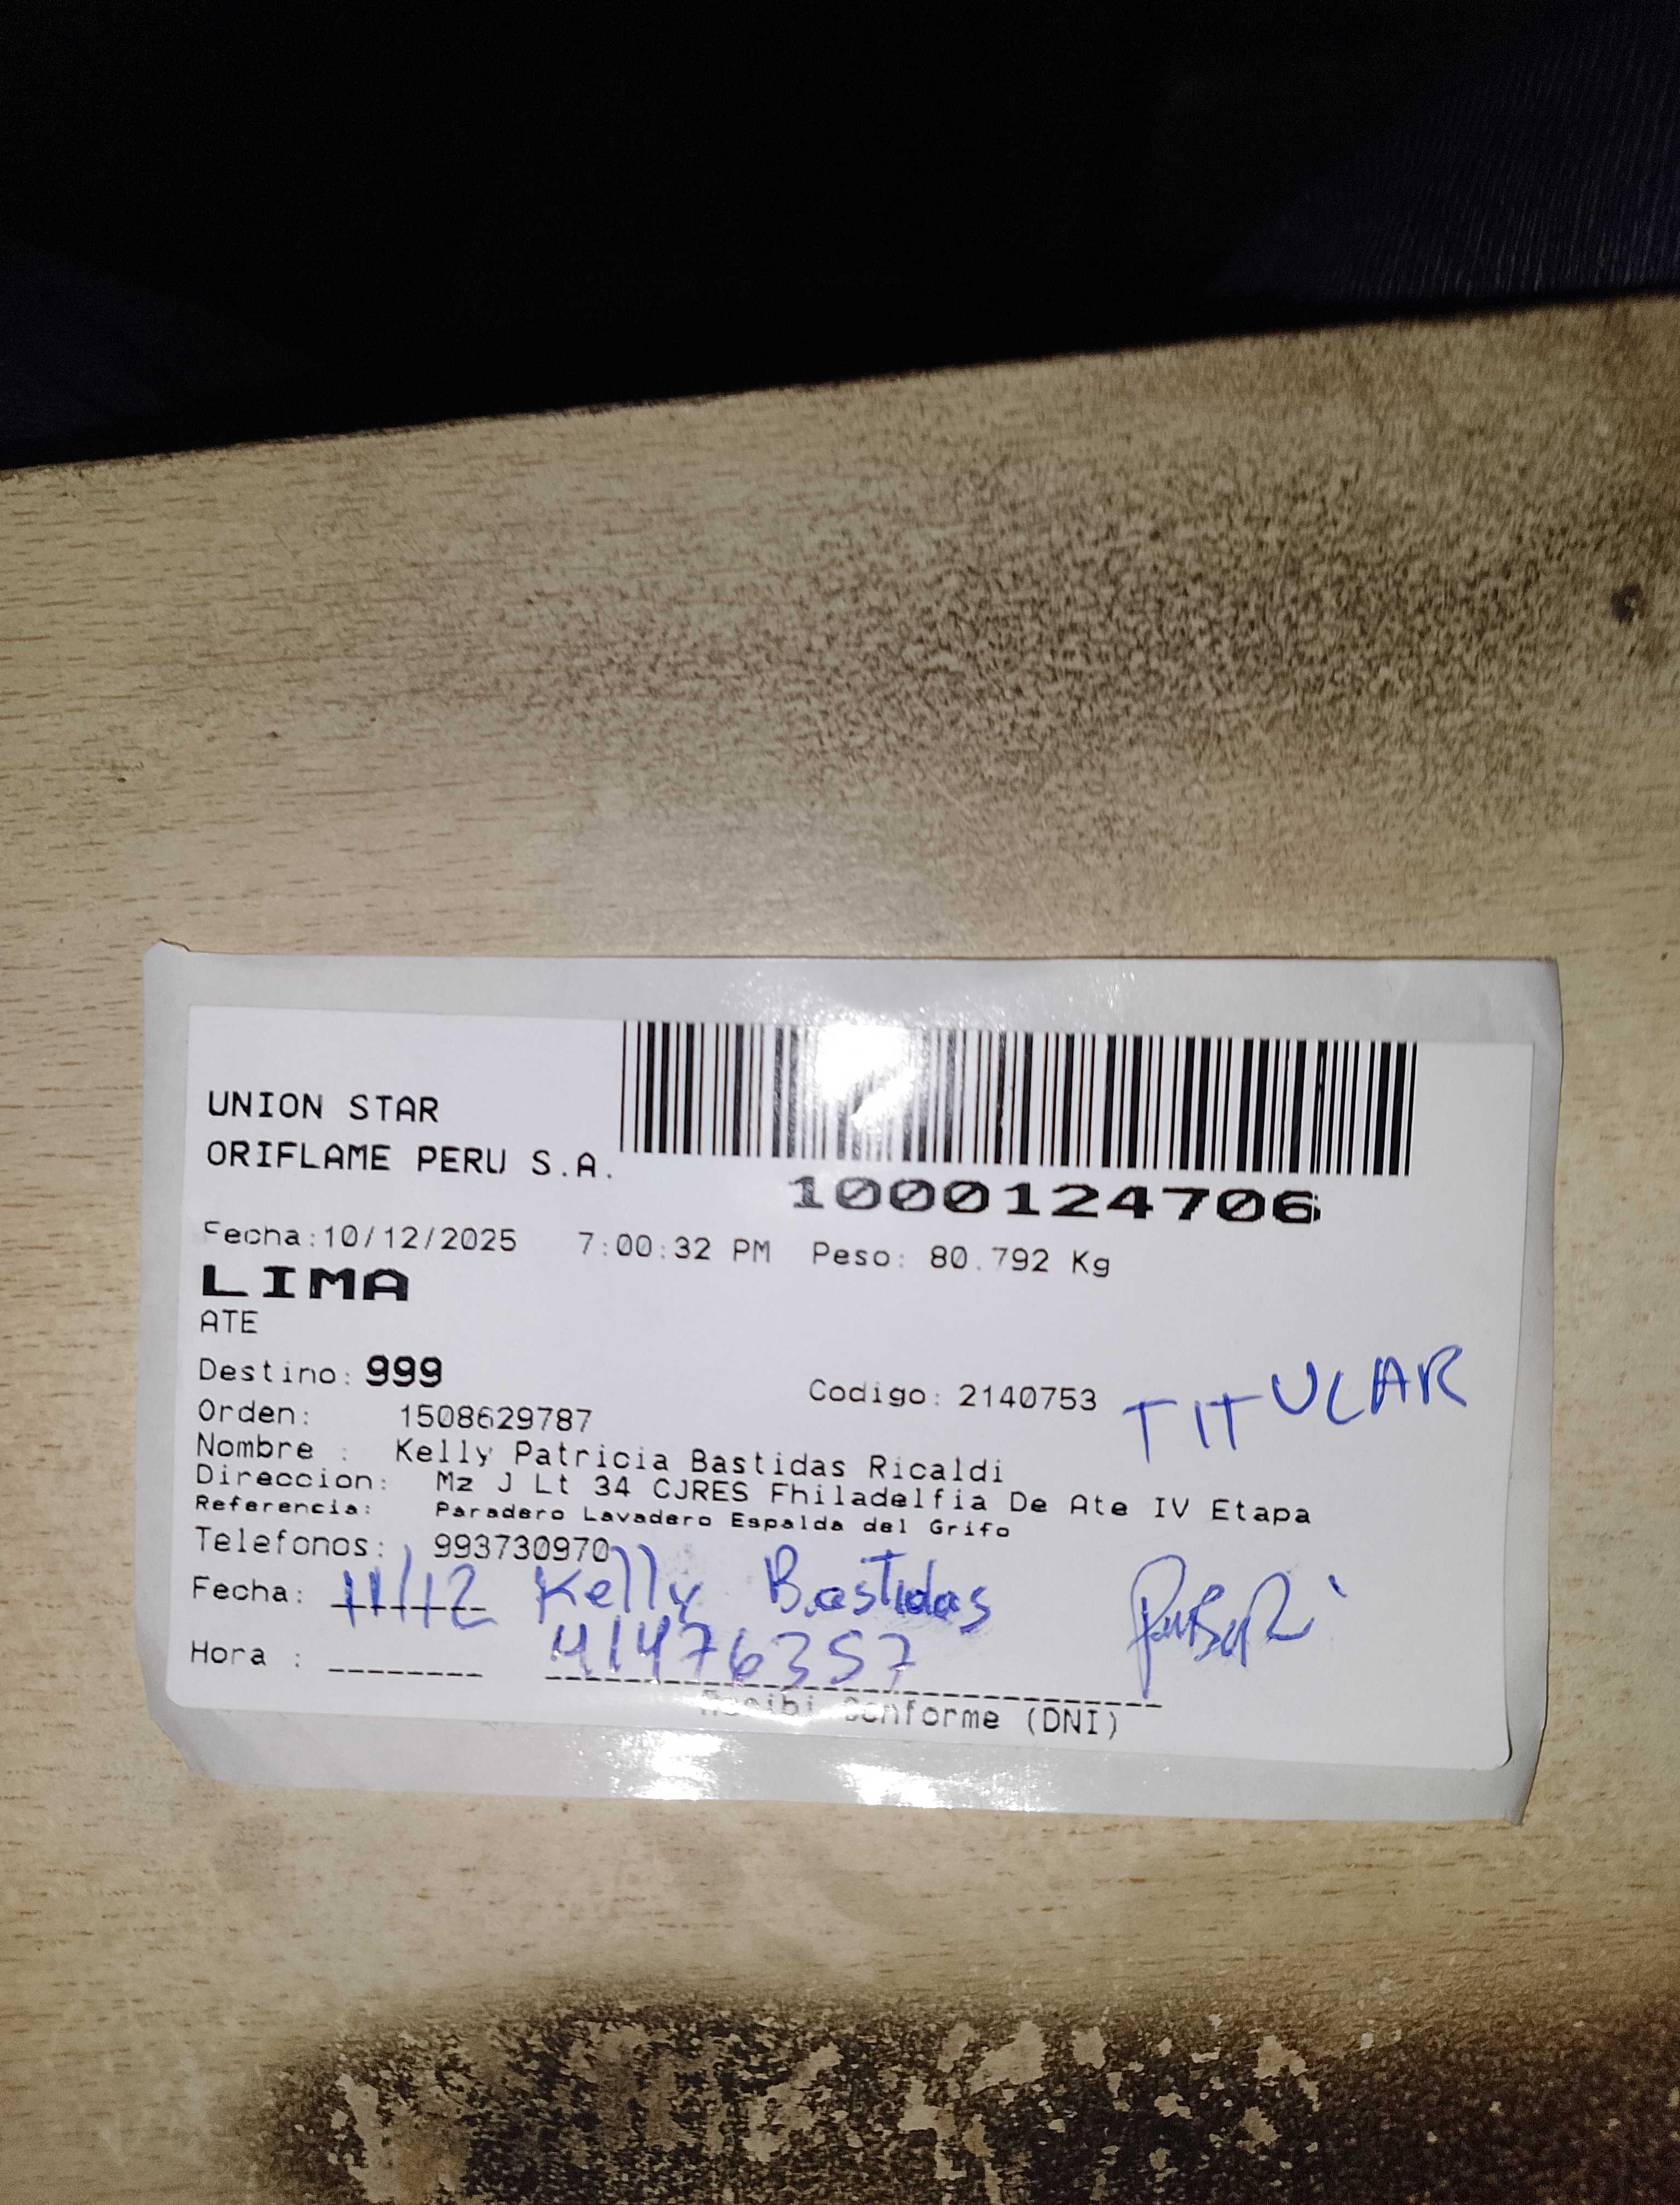 UNION STAR
ORIFLAME PERU S.A.
1000124706
Fecha:10/12/2025 7:00:32 PM Peso: 80.792 Kg
LIMA
ATE
Destino: 999
Codigo: 2140753 TITULAR
Orden: 1508629787
Nombre : Kelly Patricia Bastidas Ricaldi
Direccion: Mz J Lt 34 CJRES Fhiladelfia De Ate IV Etapa
Referencia: Paradero Lavadero Espalda del Grifo
Telefonos: 993730970
Fecha: 11/12 Kelly Bastidas
Hora : 41476357
Recibi Conforme (DNI)